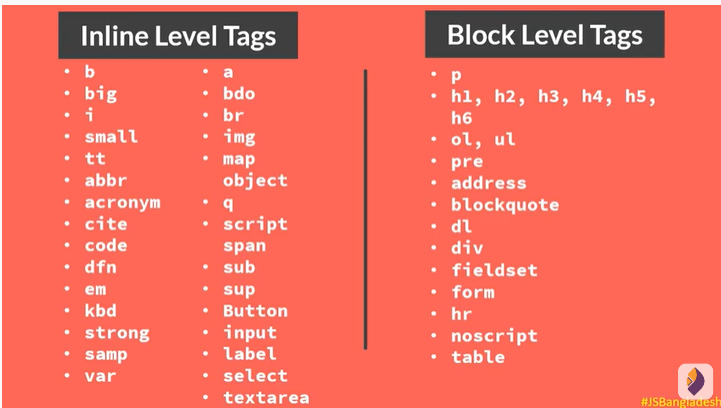 Inline Level Tags
• b
• big
• i
• small
• tt
• abbr
• acronym
• cite
• code
• dfn
• em
• kbd
• strong
• samp
• var
• a
• bdo
• br
• img
• map
object
• q
• script
span
• sub
• sup
• Button
• input
• label
• select
• textarea
Block Level Tags
• p
• h1, h2, h3, h4, h5,
h6
• ol, ul
• pre
• address
• blockquote
• dl
• div
• fieldset
• form
• hr
• noscript
• table
#JSBangladesh